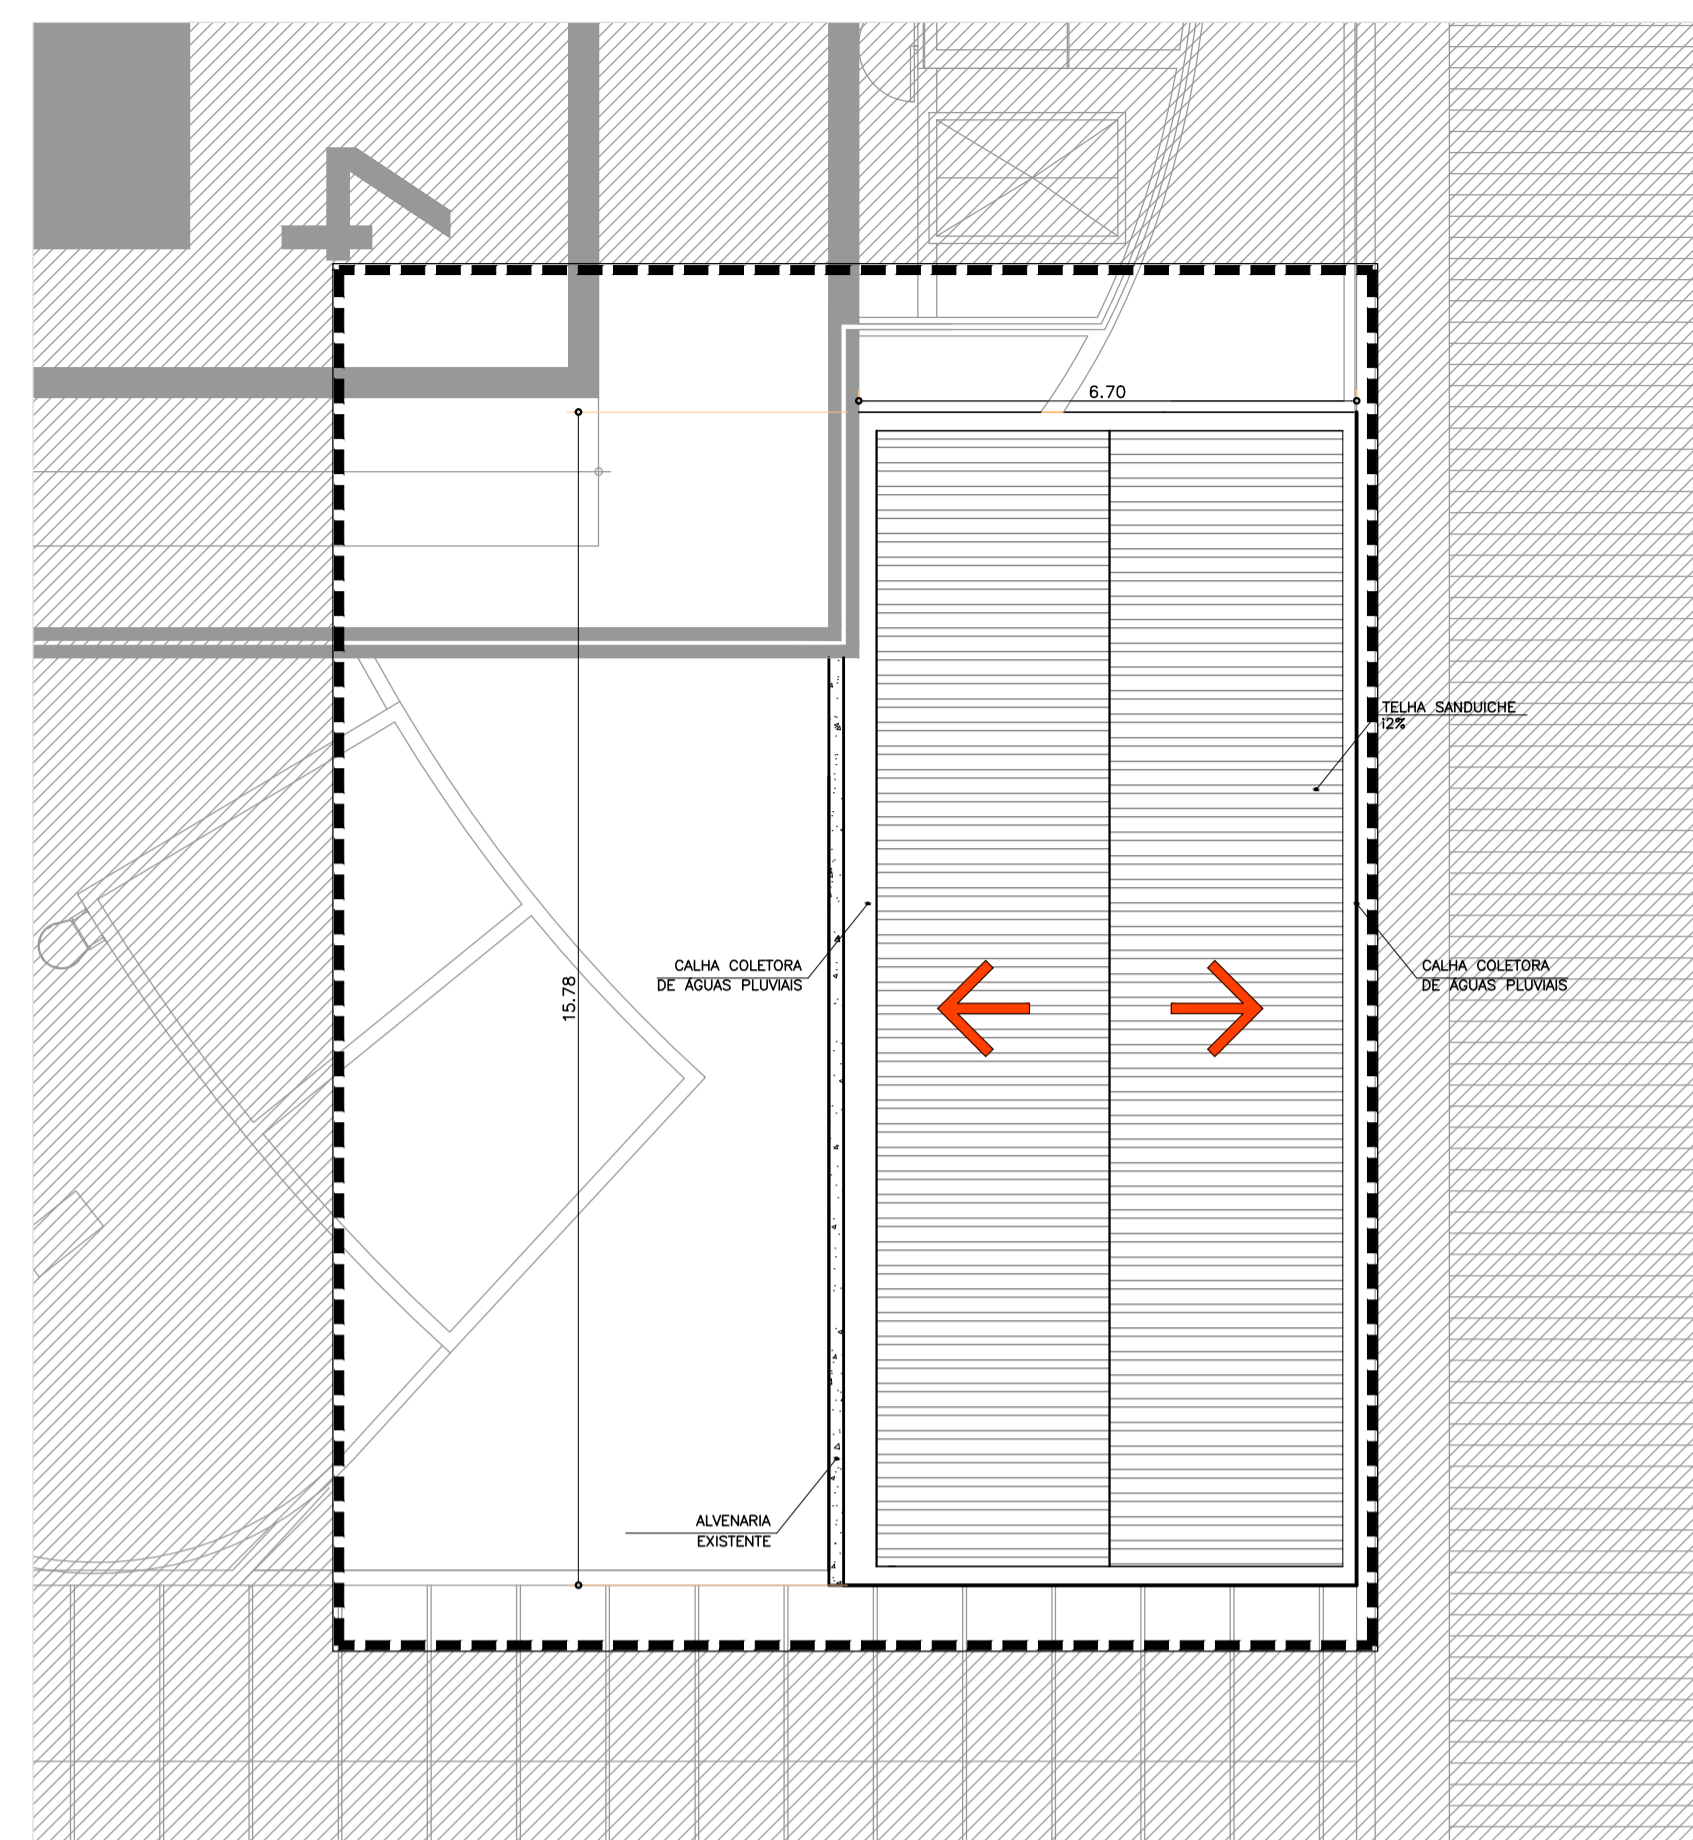 4
6.70
TELHA SANDUICHE
i2%
CALHA COLETORA
DE ÁGUAS PLUVIAIS
CALHA COLETORA
DE ÁGUAS PLUVIAIS
15.78
ALVENARIA
EXISTENTE